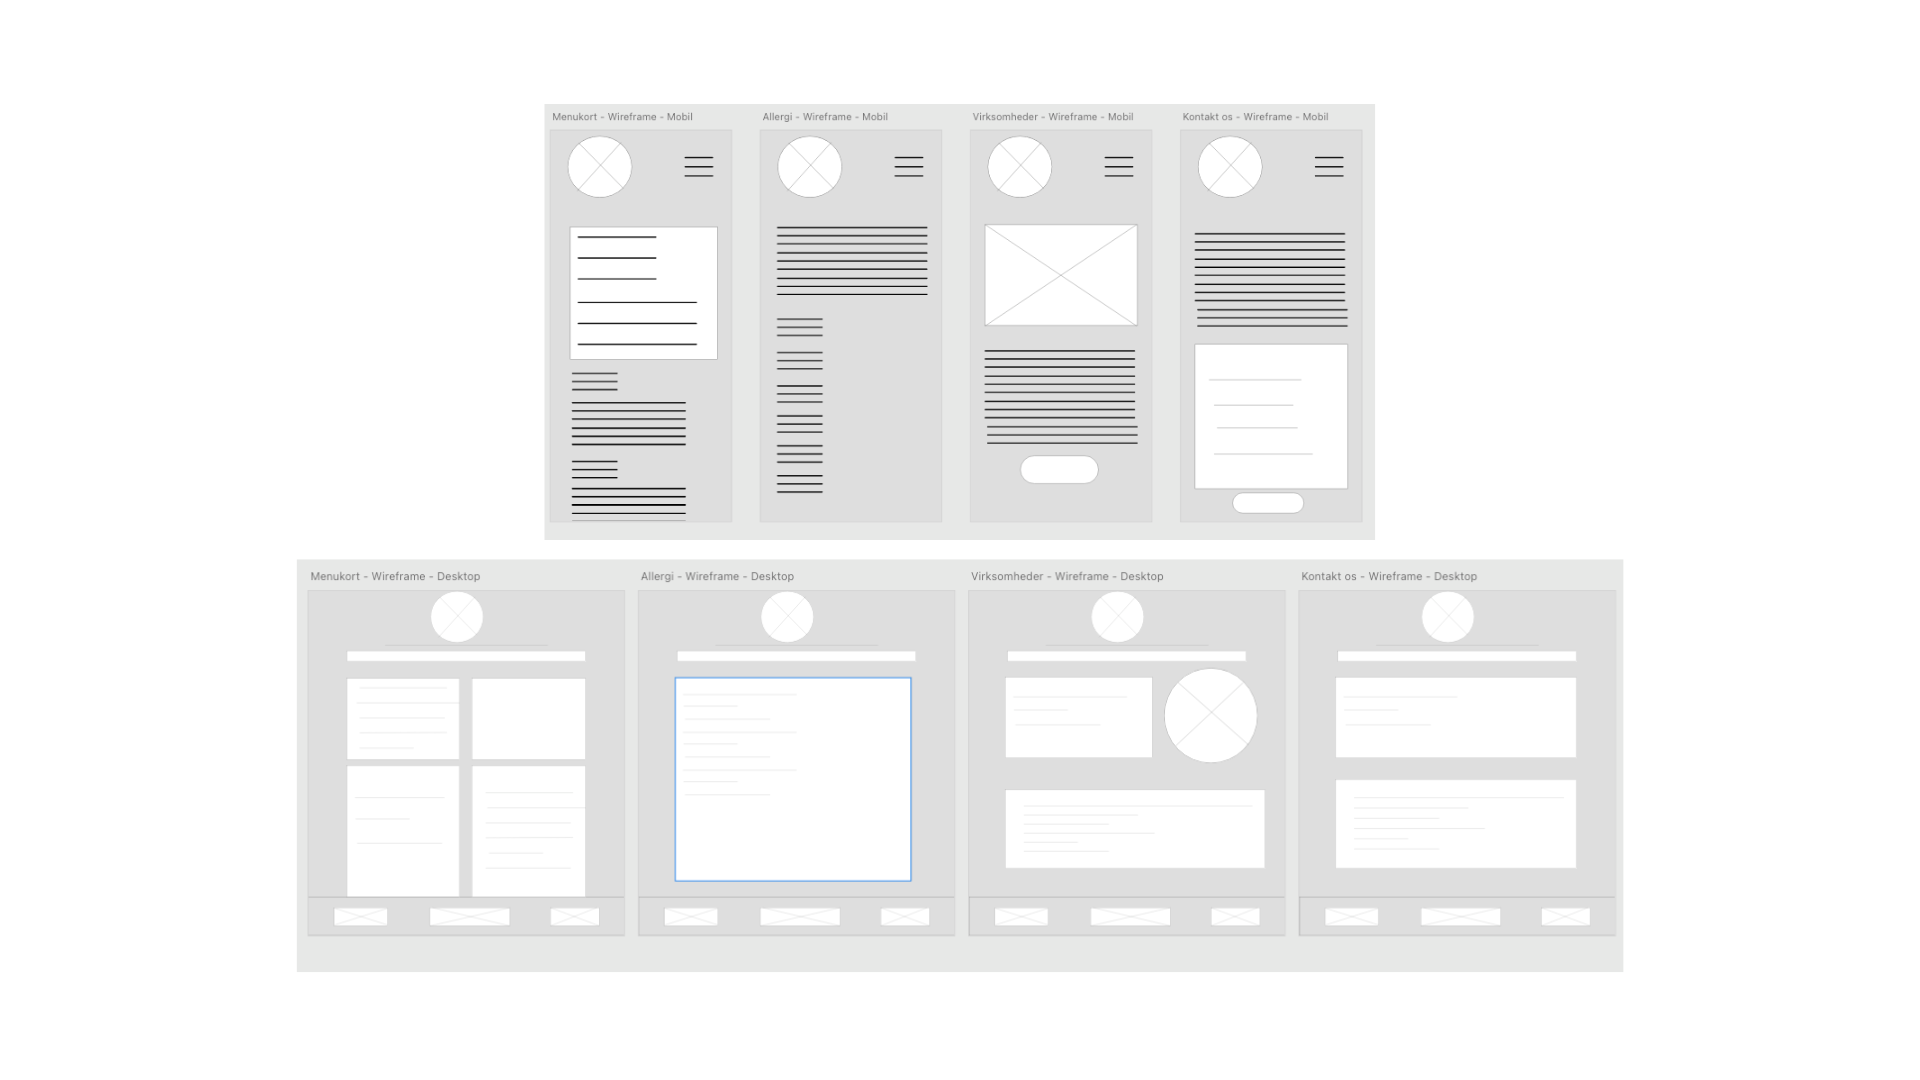 Menukort - Wireframe - Mobil
Allergi - Wireframe - Mobil
Virksomheder - Wireframe - Mobil
Kontakt os - Wireframe - Mobil
Menukort - Wireframe - Desktop
Allergi - Wireframe - Desktop
Virksomheder - Wireframe - Desktop
Kontakt os - Wireframe - Desktop